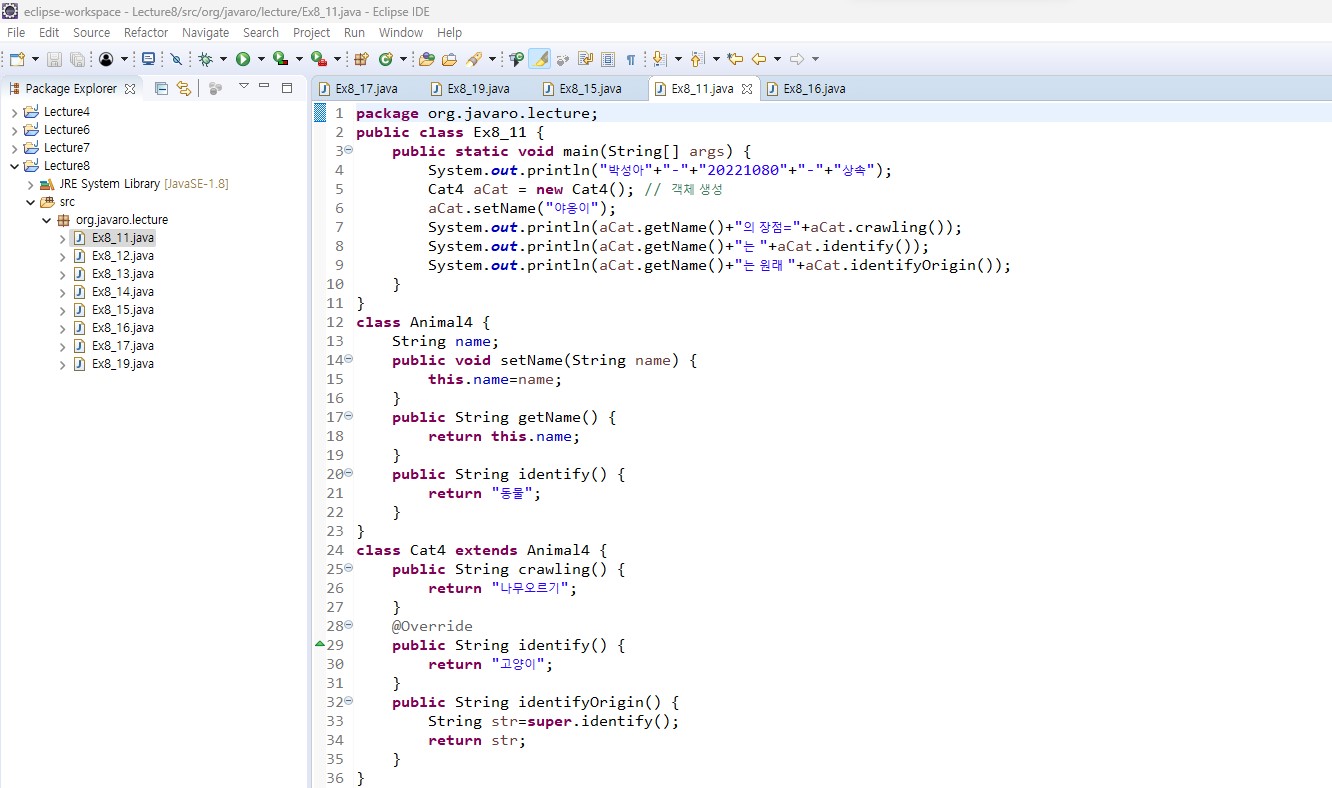 eclipse-workspace - Lecture8/src/org/javaro/lecture/Ex8_11.java - Eclipse IDE
File Edit Source Refactor Navigate Search Project Run Window Help
Package Explorer
Ex8_17.java Ex8_19.java Ex8_15.java Ex8_11.java Ex8_16.java
Lecture4
Lecture6
Lecture7
Lecture8
JRE System Library [JavaSE-1.8]
src
org.javaro.lecture
Ex8_11.java
Ex8_12.java
Ex8_13.java
Ex8_14.java
Ex8_15.java
Ex8_16.java
Ex8_17.java
Ex8_19.java
1 package org.javaro.lecture;
2 public class Ex8_11 {
3 public static void main(String[] args) {
4 System.out.println("박성아"+"-"+"20221080"+"-"+"상속");
5 Cat4 aCat = new Cat4(); // 객체 생성
6 aCat.setName("야옹이");
7 System.out.println(aCat.getName()+"의 장점="+aCat.crawling());
8 System.out.println(aCat.getName()+"는 "+aCat.identify());
9 System.out.println(aCat.getName()+"는 원래 "+aCat.identifyOrigin());
10 }
11 }
12 class Animal4 {
13 String name;
14 public void setName(String name) {
15 this.name=name;
16 }
17 public String getName() {
18 return this.name;
19 }
20 public String identify() {
21 return "동물";
22 }
23 }
24 class Cat4 extends Animal4 {
25 public String crawling() {
26 return "나무오르기";
27 }
28 @Override
29 public String identify() {
30 return "고양이";
31 }
32 public String identifyOrigin() {
33 String str=super.identify();
34 return str;
35 }
36 }